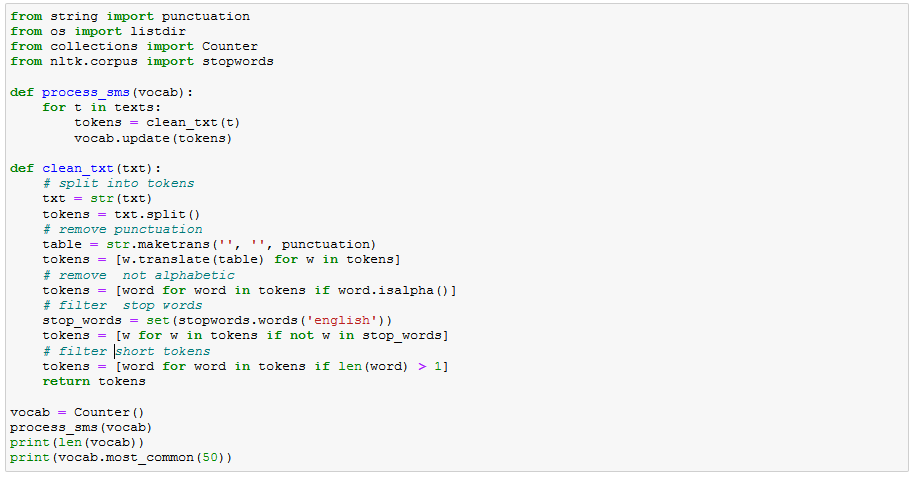 from string import punctuation
from os import listdir
from collections import Counter
from nltk.corpus import stopwords

def process_sms(vocab):
    for t in texts:
        tokens = clean_txt(t)
        vocab.update(tokens)

def clean_txt(txt):
    # split into tokens
    txt = str(txt)
    tokens = txt.split()
    # remove punctuation
    table = str.maketrans('', '', punctuation)
    tokens = [w.translate(table) for w in tokens]
    # remove  not alphabetic
    tokens = [word for word in tokens if word.isalpha()]
    # filter  stop words
    stop_words = set(stopwords.words('english'))
    tokens = [w for w in tokens if not w in stop_words]
    # filter short tokens
    tokens = [word for word in tokens if len(word) > 1]
    return tokens

vocab = Counter()
process_sms(vocab)
print(len(vocab))
print(vocab.most_common(50))